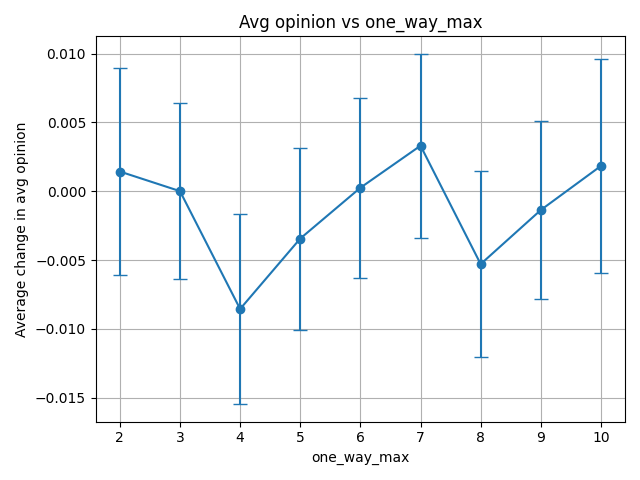 Avg opinion vs one_way_max
Average change in avg opinion
0.010
0.005
0.000
−0.005
−0.010
−0.015
2 3 4 5 6 7 8 9 10
one_way_max